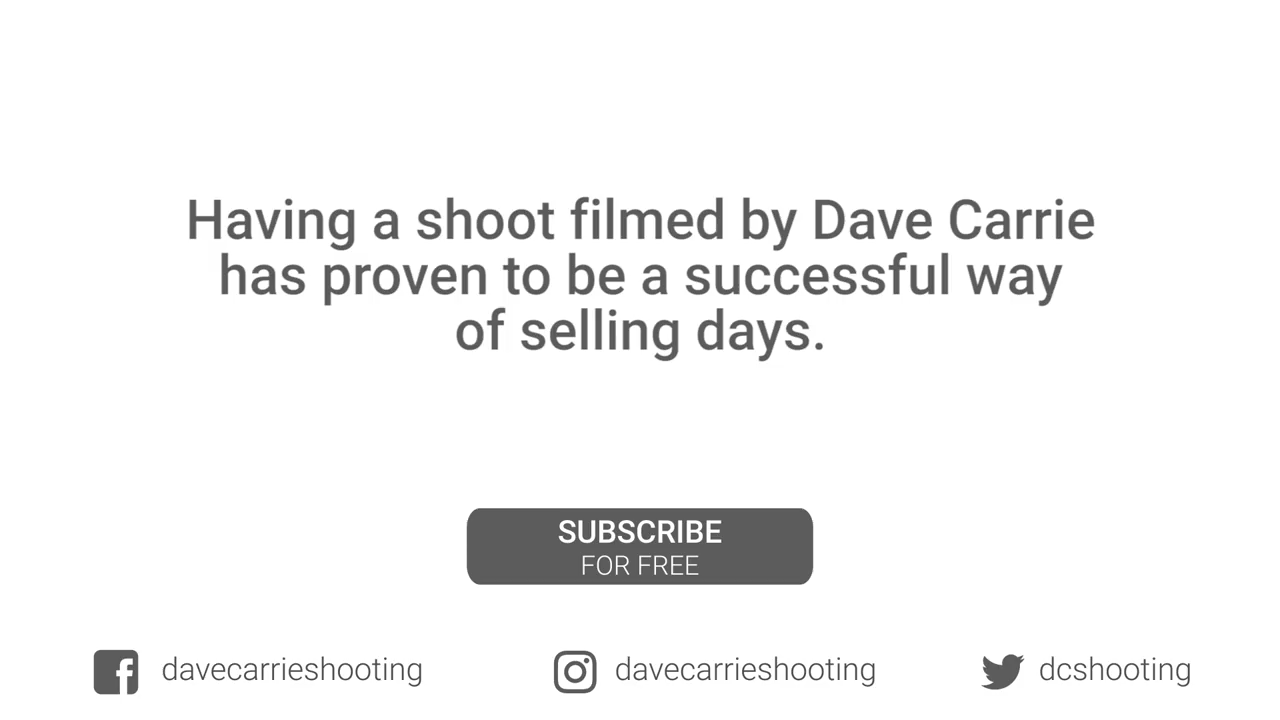 Having a shoot filmed by Dave Carrie
has proven to be a successful way
of selling days.
SUBSCRIBE
FOR FREE
davecarrieshooting
davecarrieshooting
dcshooting